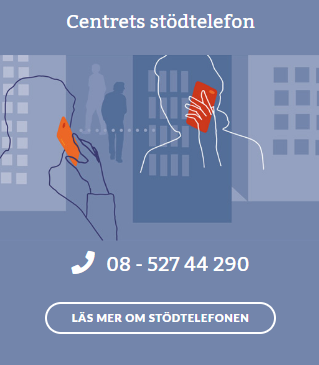 Centrets stödtelefon
08 - 527 44 290
LÄS MER OM STÖDTELEFONEN